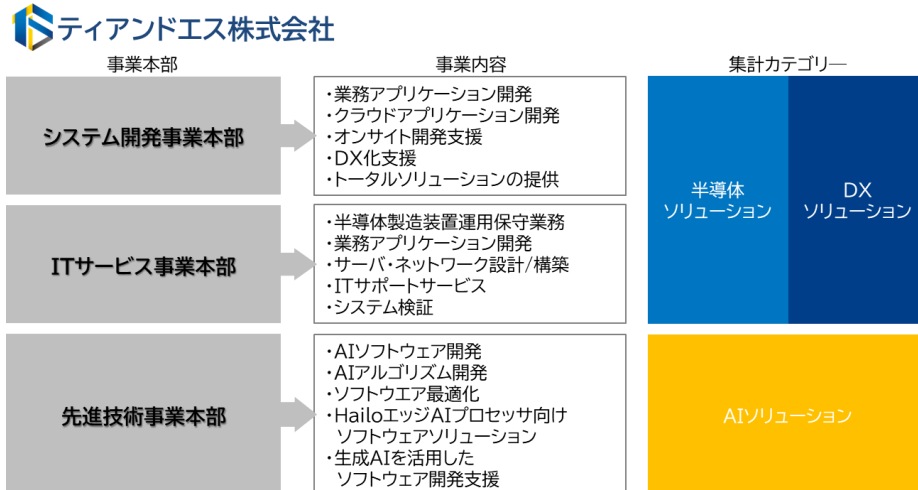 ティアンドエス株式会社
事業本部
事業内容
集計カテゴリー
システム開発事業本部
・業務アプリケーション開発
・クラウドアプリケーション開発
・オンサイト開発支援
・DX化支援
・トータルソリューションの提供
半導体
ソリューション
DX
ソリューション
ITサービス事業本部
・半導体製造装置運用保守業務
・業務アプリケーション開発
・サーバ・ネットワーク設計/構築
・ITサポートサービス
・システム検証
先進技術事業本部
・AIソフトウェア開発
・AIアルゴリズム開発
・ソフトウエア最適化
・HailoエッジAIプロセッサ向け
ソフトウェアソリューション
・生成AIを活用した
ソフトウェア開発支援
AIソリューション